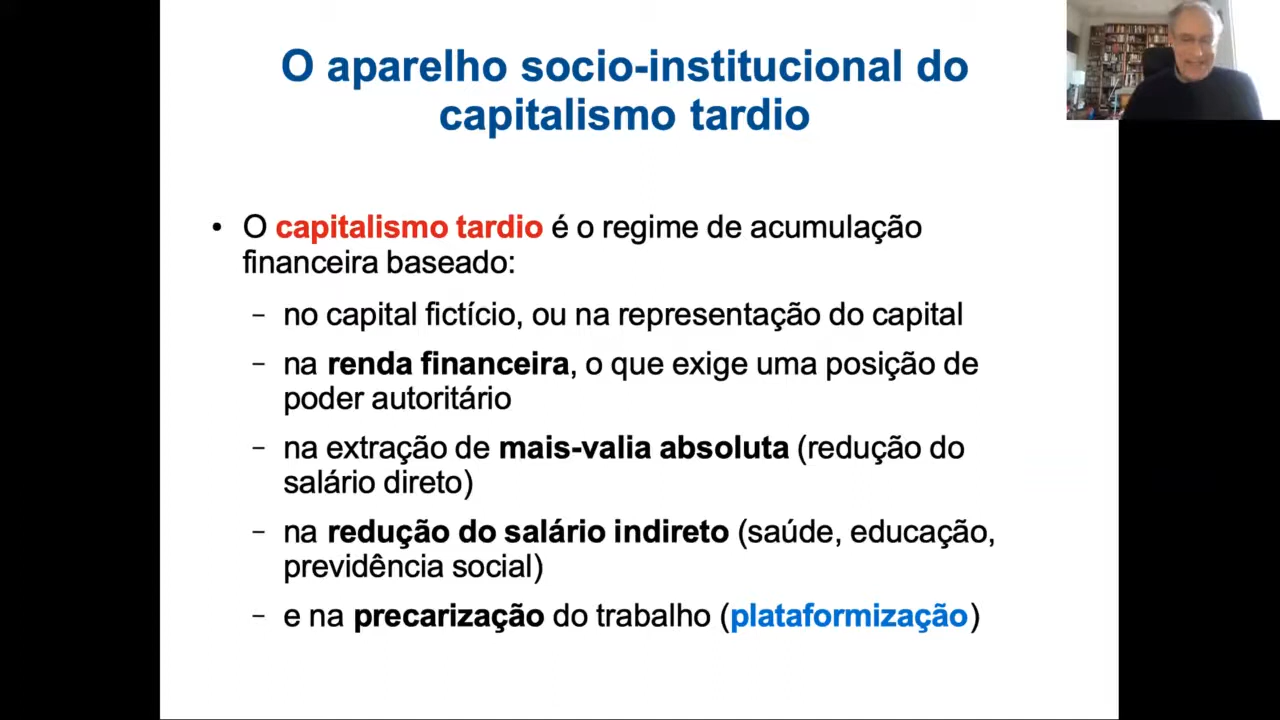 O aparelho socio-institucional do
capitalismo tardio
• O capitalismo tardio é o regime de acumulação
financeira baseado:
– no capital fictício, ou na representação do capital
– na renda financeira, o que exige uma posição de
poder autoritário
– na extração de mais-valia absoluta (redução do
salário direto)
– na redução do salário indireto (saúde, educação,
previdência social)
– e na precarização do trabalho (plataformização)